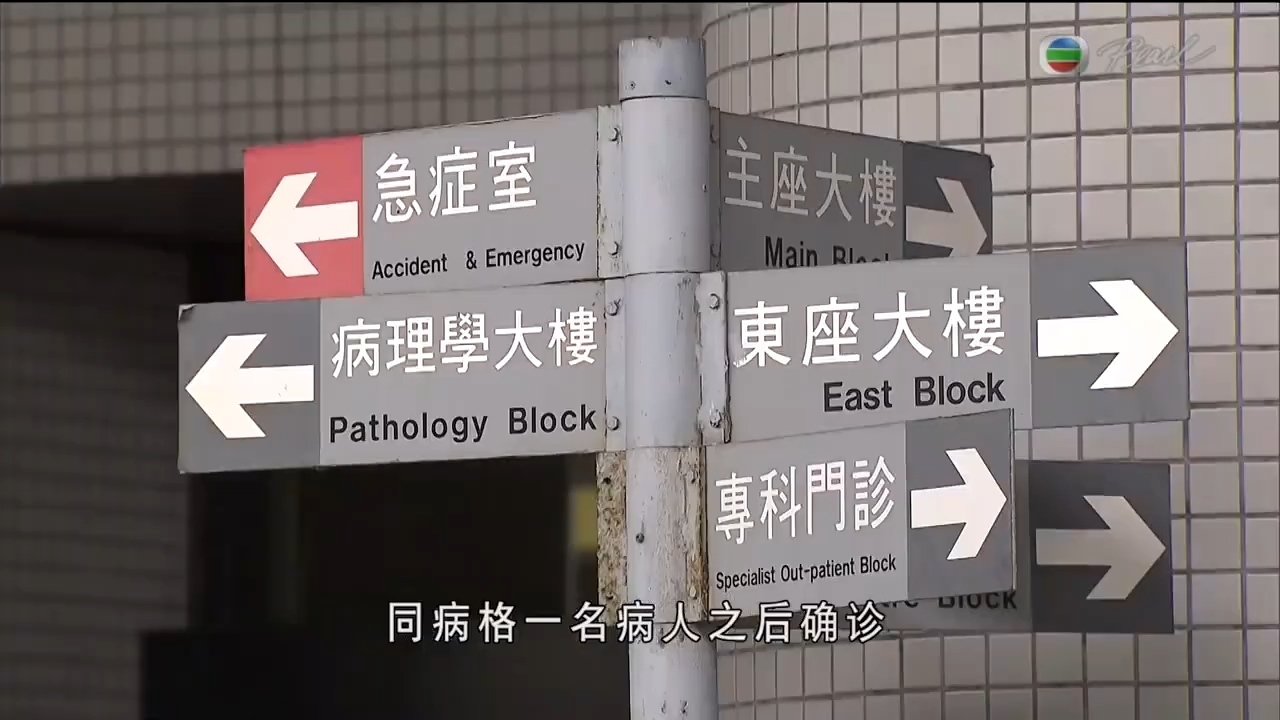 Pearl
急症室
Accident & Emergency
主座大樓
Main Block
病理學大樓
Pathology Block
東座大樓
East Block
專科門診
Specialist Out-patient Block
Block
同病格一名病人之后确诊